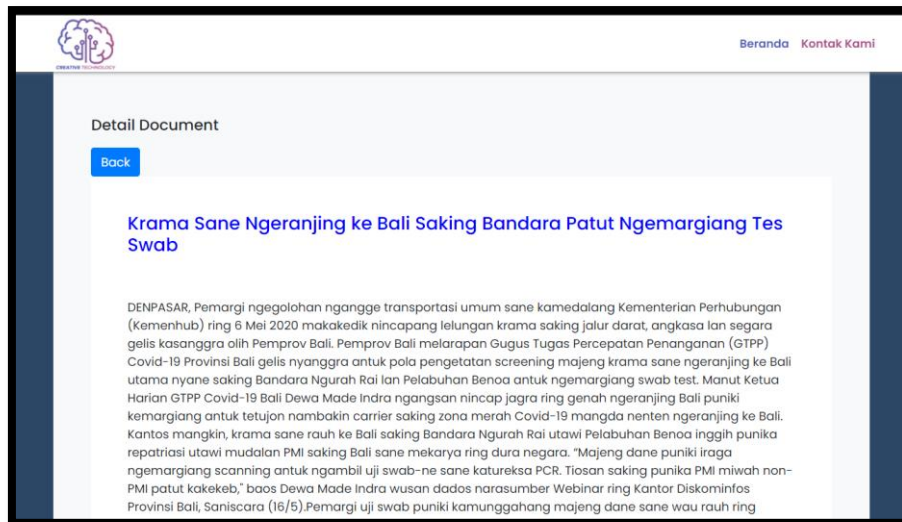 CREATIVE TECHNOLOGY
Beranda Kontak Kami
Detail Document
Back
Krama Sane Ngeranjing ke Bali Saking Bandara Patut Ngemargiang Tes
Swab
DENPASAR, Pemargi ngegolohan ngangge transportasi umum sane kamedalang Kementerian Perhubungan
(Kemenhub) ring 6 Mei 2020 makakedik nincapang lelungan krama saking jalur darat, angkasa lan segara
gelis kasanggra olih Pemprov Bali. Pemprov Bali melarapan Gugus Tugas Percepatan Penanganan (GTPP)
Covid-19 Provinsi Bali gelis nyanggra antuk pola pengetatan screening majeng krama sane ngeranjing ke Bali
utama nyane saking Bandara Ngurah Rai lan Pelabuhan Benoa antuk ngemargiang swab test. Manut Ketua
Harian GTPP Covid-19 Bali Dewa Made Indra ngangsan nincap jagra ring genah ngeranjing Bali puniki
kemargiang antuk tetujon nambakin carrier saking zona merah Covid-19 mangda nenten ngeranjing ke Bali.
Kantos mangkin, krama sane rauh ke Bali saking Bandara Ngurah Rai utawi Pelabuhan Benoa inggih punika
repatriasi utawi mudalan PMI saking Bali sane mekarya ring dura negara. “Majeng dane puniki iraga
ngemargiang scanning antuk ngambil uji swab-ne sane katureksa PCR. Tiosan saking punika PMI miwah non-
PMI patut kakekeb,” baos Dewa Made Indra wusan dados narasumber Webinar ring Kantor Diskominfos
Provinsi Bali, Saniscara (16/5).Pemargi uji swab puniki kamunggahang majeng dane sane wau rauh ring